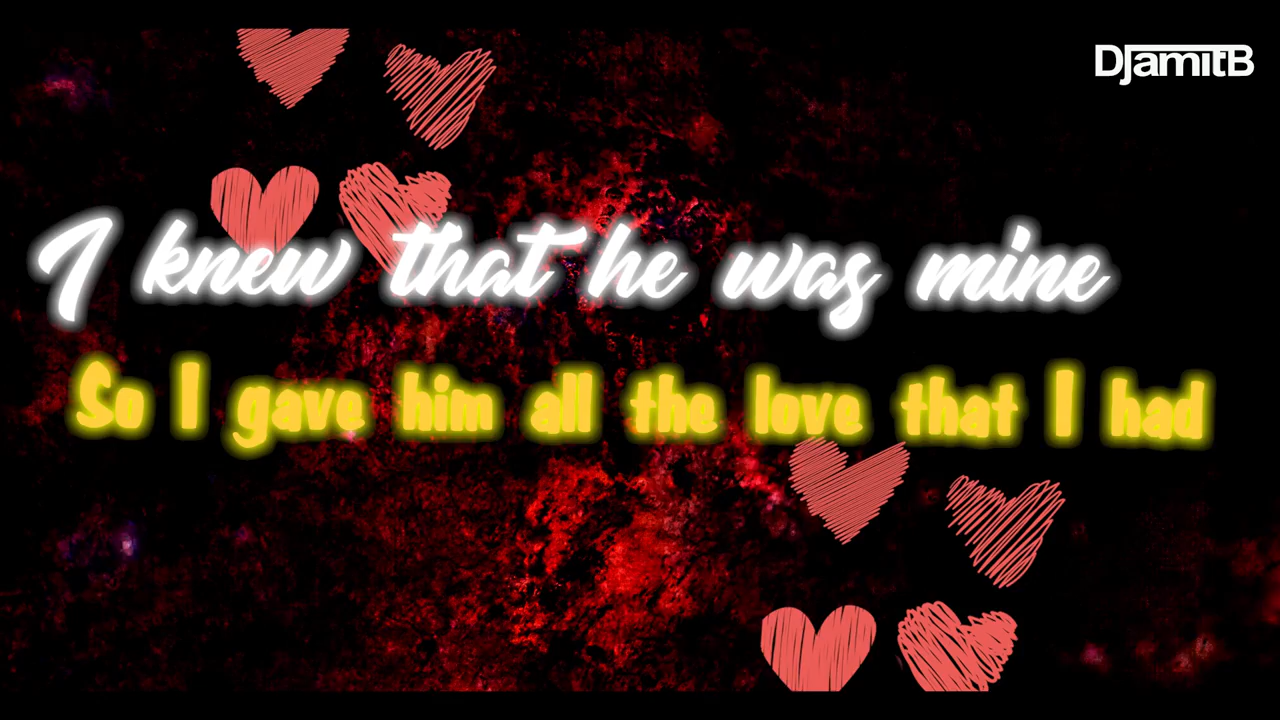 DJamitB
I knew that he was mine
So I gave him all the love that I had